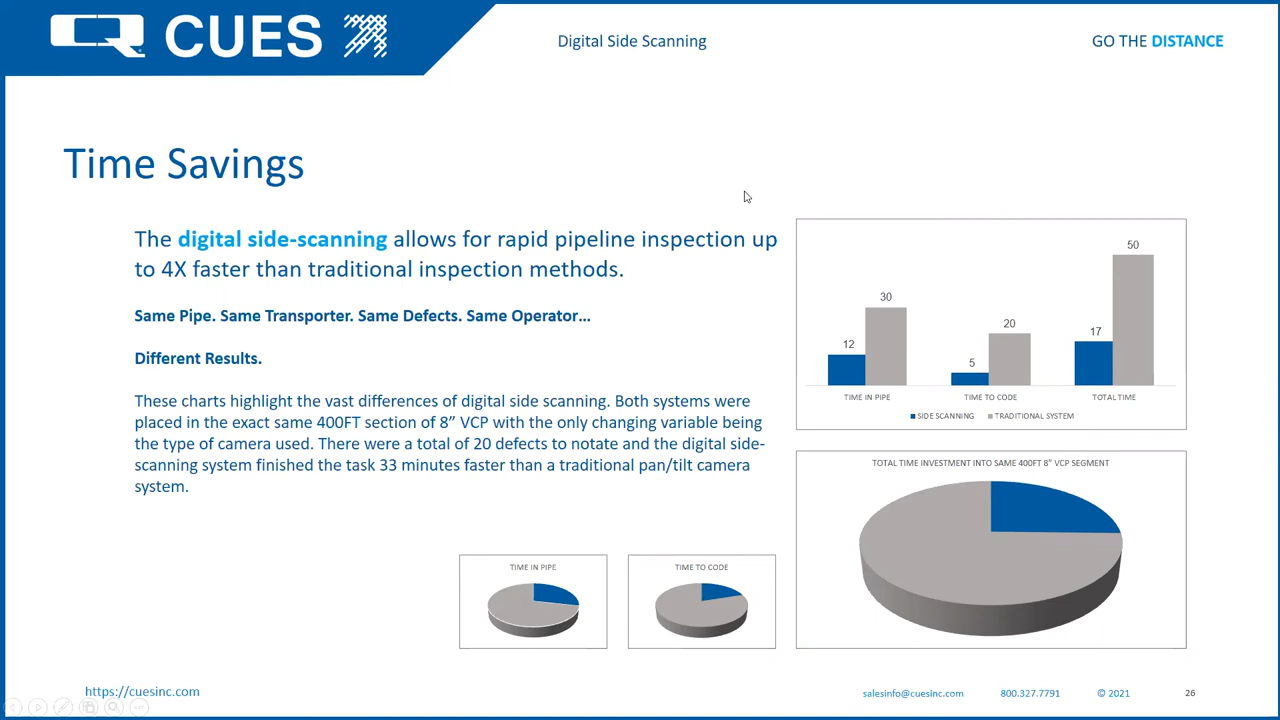 CUES
Digital Side Scanning
GO THE DISTANCE
Time Savings
The digital side-scanning allows for rapid pipeline inspection up
to 4X faster than traditional inspection methods.
Same Pipe. Same Transporter. Same Defects. Same Operator...
Different Results.
These charts highlight the vast differences of digital side scanning. Both systems were
placed in the exact same 400FT section of 8” VCP with the only changing variable being
the type of camera used. There were a total of 20 defects to notate and the digital side-
scanning system finished the task 33 minutes faster than a traditional pan/tilt camera
system.
12
30
5
20
17
50
TIME IN PIPE
TIME TO CODE
TOTAL TIME
SIDE SCANNING
TRADITIONAL SYSTEM
TOTAL TIME INVESTMENT INTO SAME 400FT 8” VCP SEGMENT
TIME IN PIPE
TIME TO CODE
https://cuesinc.com
salesinfo@cuesinc.com
800.327.7791
© 2021
26